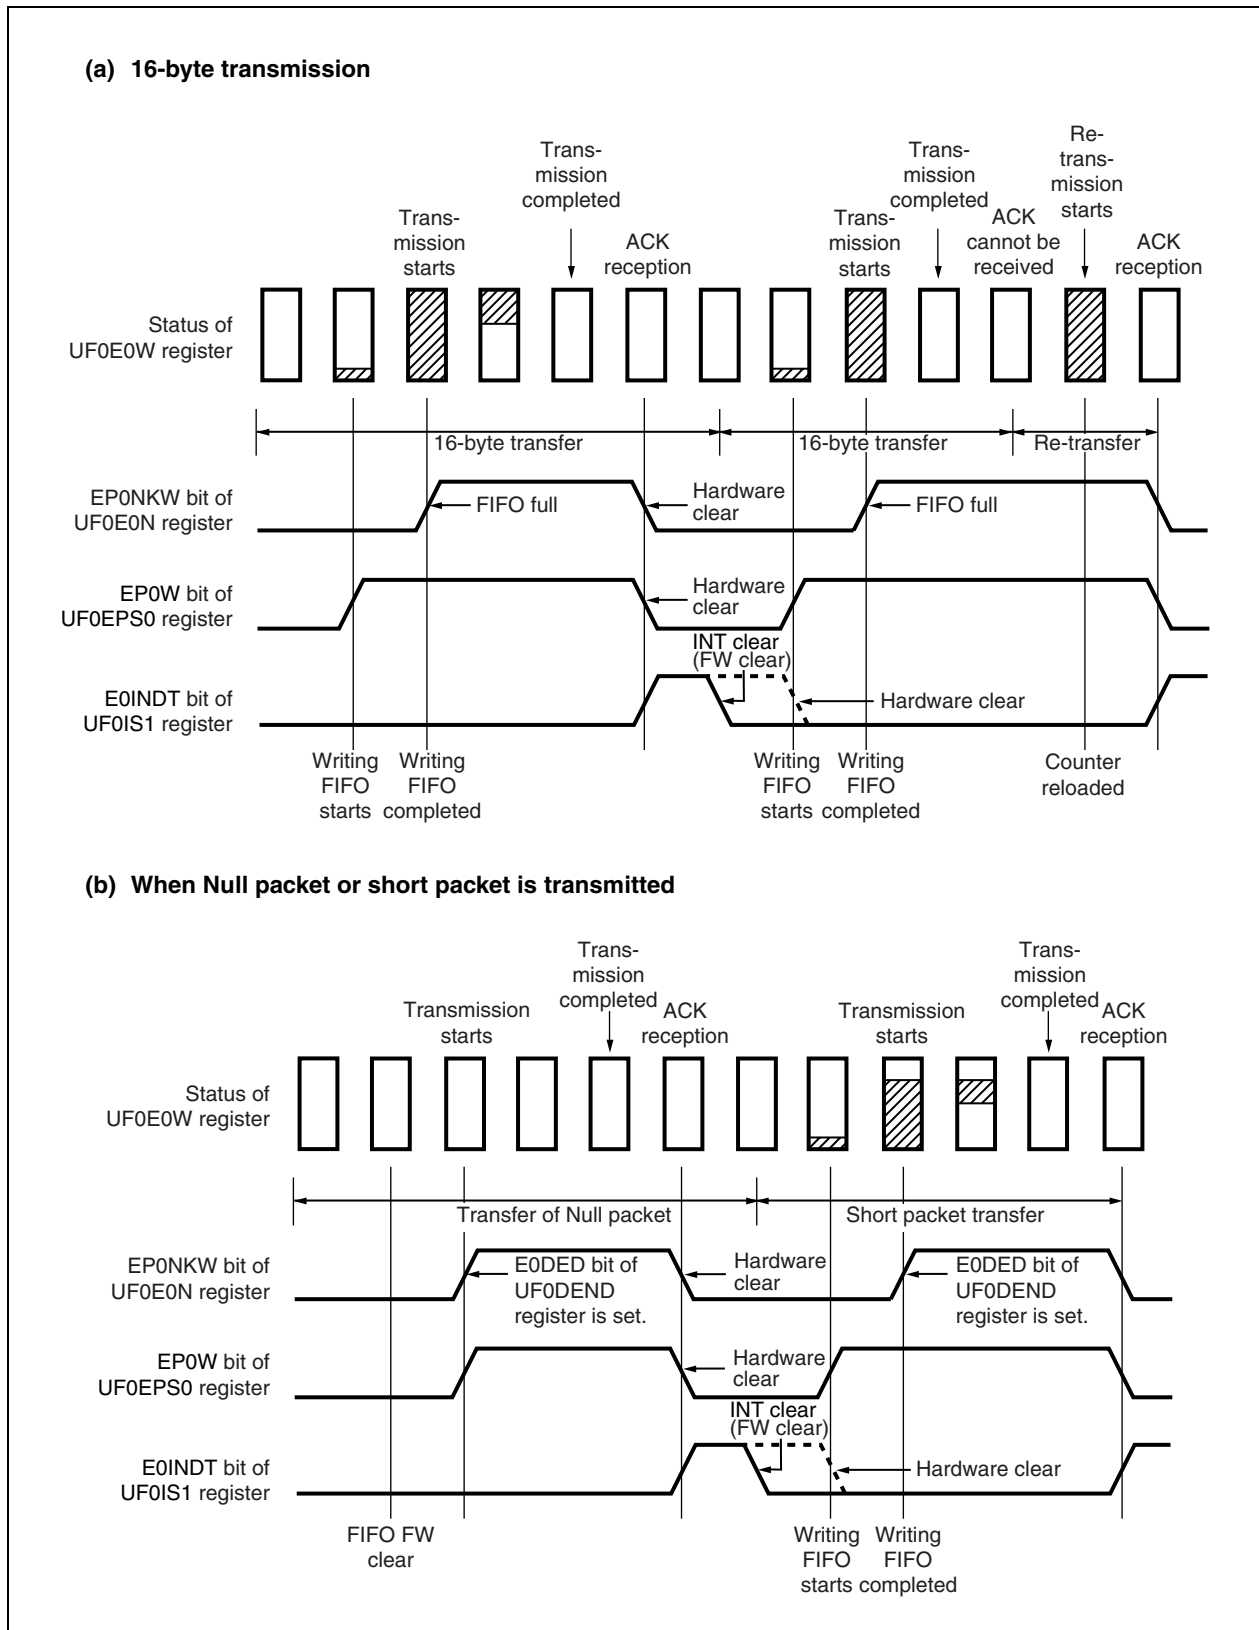 (a) 16-byte transmission
Re-
Trans-
mission
completed
Trans-
mission
completed
trans-
mission
starts
Trans-
mission
starts
ACK
reception
Trans-
mission
starts
ACK
cannot be
received
ACK
reception
Status of
UF0E0W register
16-byte transfer
16-byte transfer
Re-transfer
EP0NKW bit of
UF0E0N register
FIFO full
Hardware
clear
FIFO full
EP0W bit of
UF0EPS0 register
Hardware
clear
INT clear
(FW clear)
E0INDT bit of
UF0IS1 register
Hardware clear
Writing
FIFO
starts
Writing
FIFO
completed
Writing
FIFO
starts
Writing
FIFO
completed
Counter
reloaded
(b) When Null packet or short packet is transmitted
Trans-
mission
completed
Trans-
mission
completed
Transmission
starts
ACK
reception
Transmission
starts
ACK
reception
Status of
UF0E0W register
Transfer of Null packet
Short packet transfer
EP0NKW bit of
UF0E0N register
E0DED bit of
UF0DEND
register is set.
Hardware
clear
E0DED bit of
UF0DEND
register is set.
EP0W bit of
UF0EPS0 register
Hardware
clear
INT clear
(FW clear)
E0INDT bit of
UF0IS1 register
Hardware clear
FIFO FW
clear
Writing
FIFO
starts
Writing
FIFO
completed